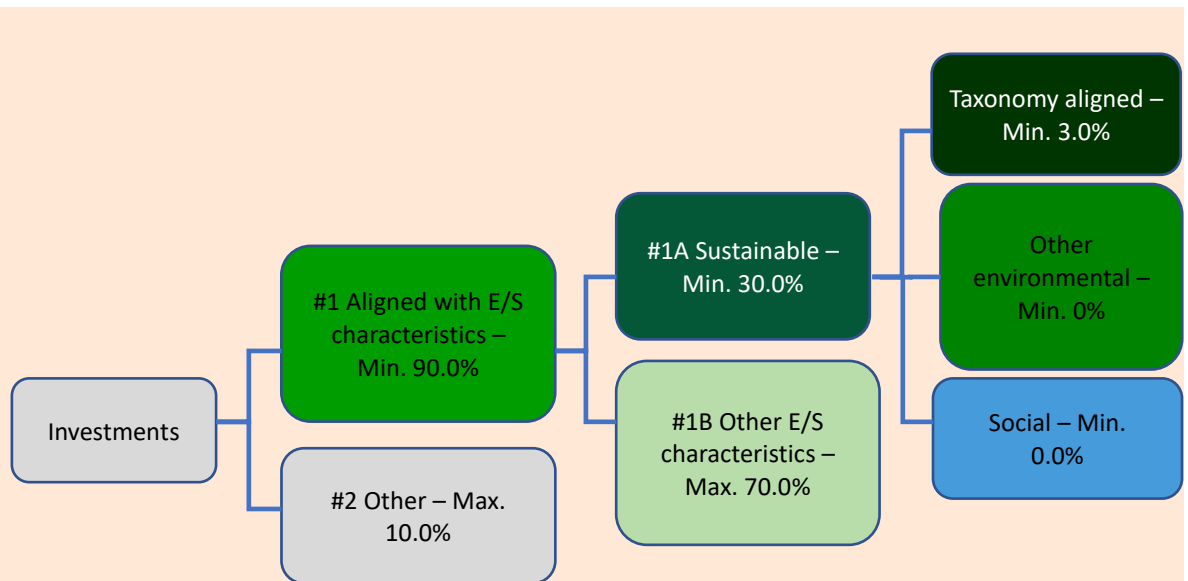 Investments
#1 Aligned with E/S
characteristics –
Min. 90.0%
#2 Other – Max.
10.0%
#1A Sustainable –
Min. 30.0%
#1B Other E/S
characteristics –
Max. 70.0%
Taxonomy aligned –
Min. 3.0%
Other
environmental –
Min. 0%
Social – Min.
0.0%